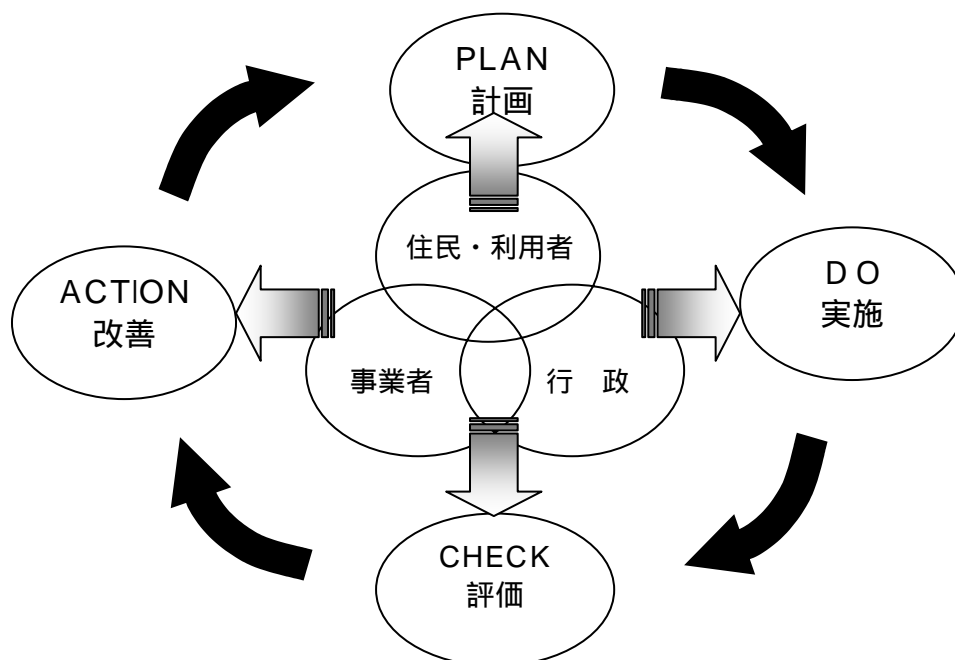 PLAN
計画
住民・利用者
ACTION
改善
DO
実施
事業者
行　政
CHECK
評価